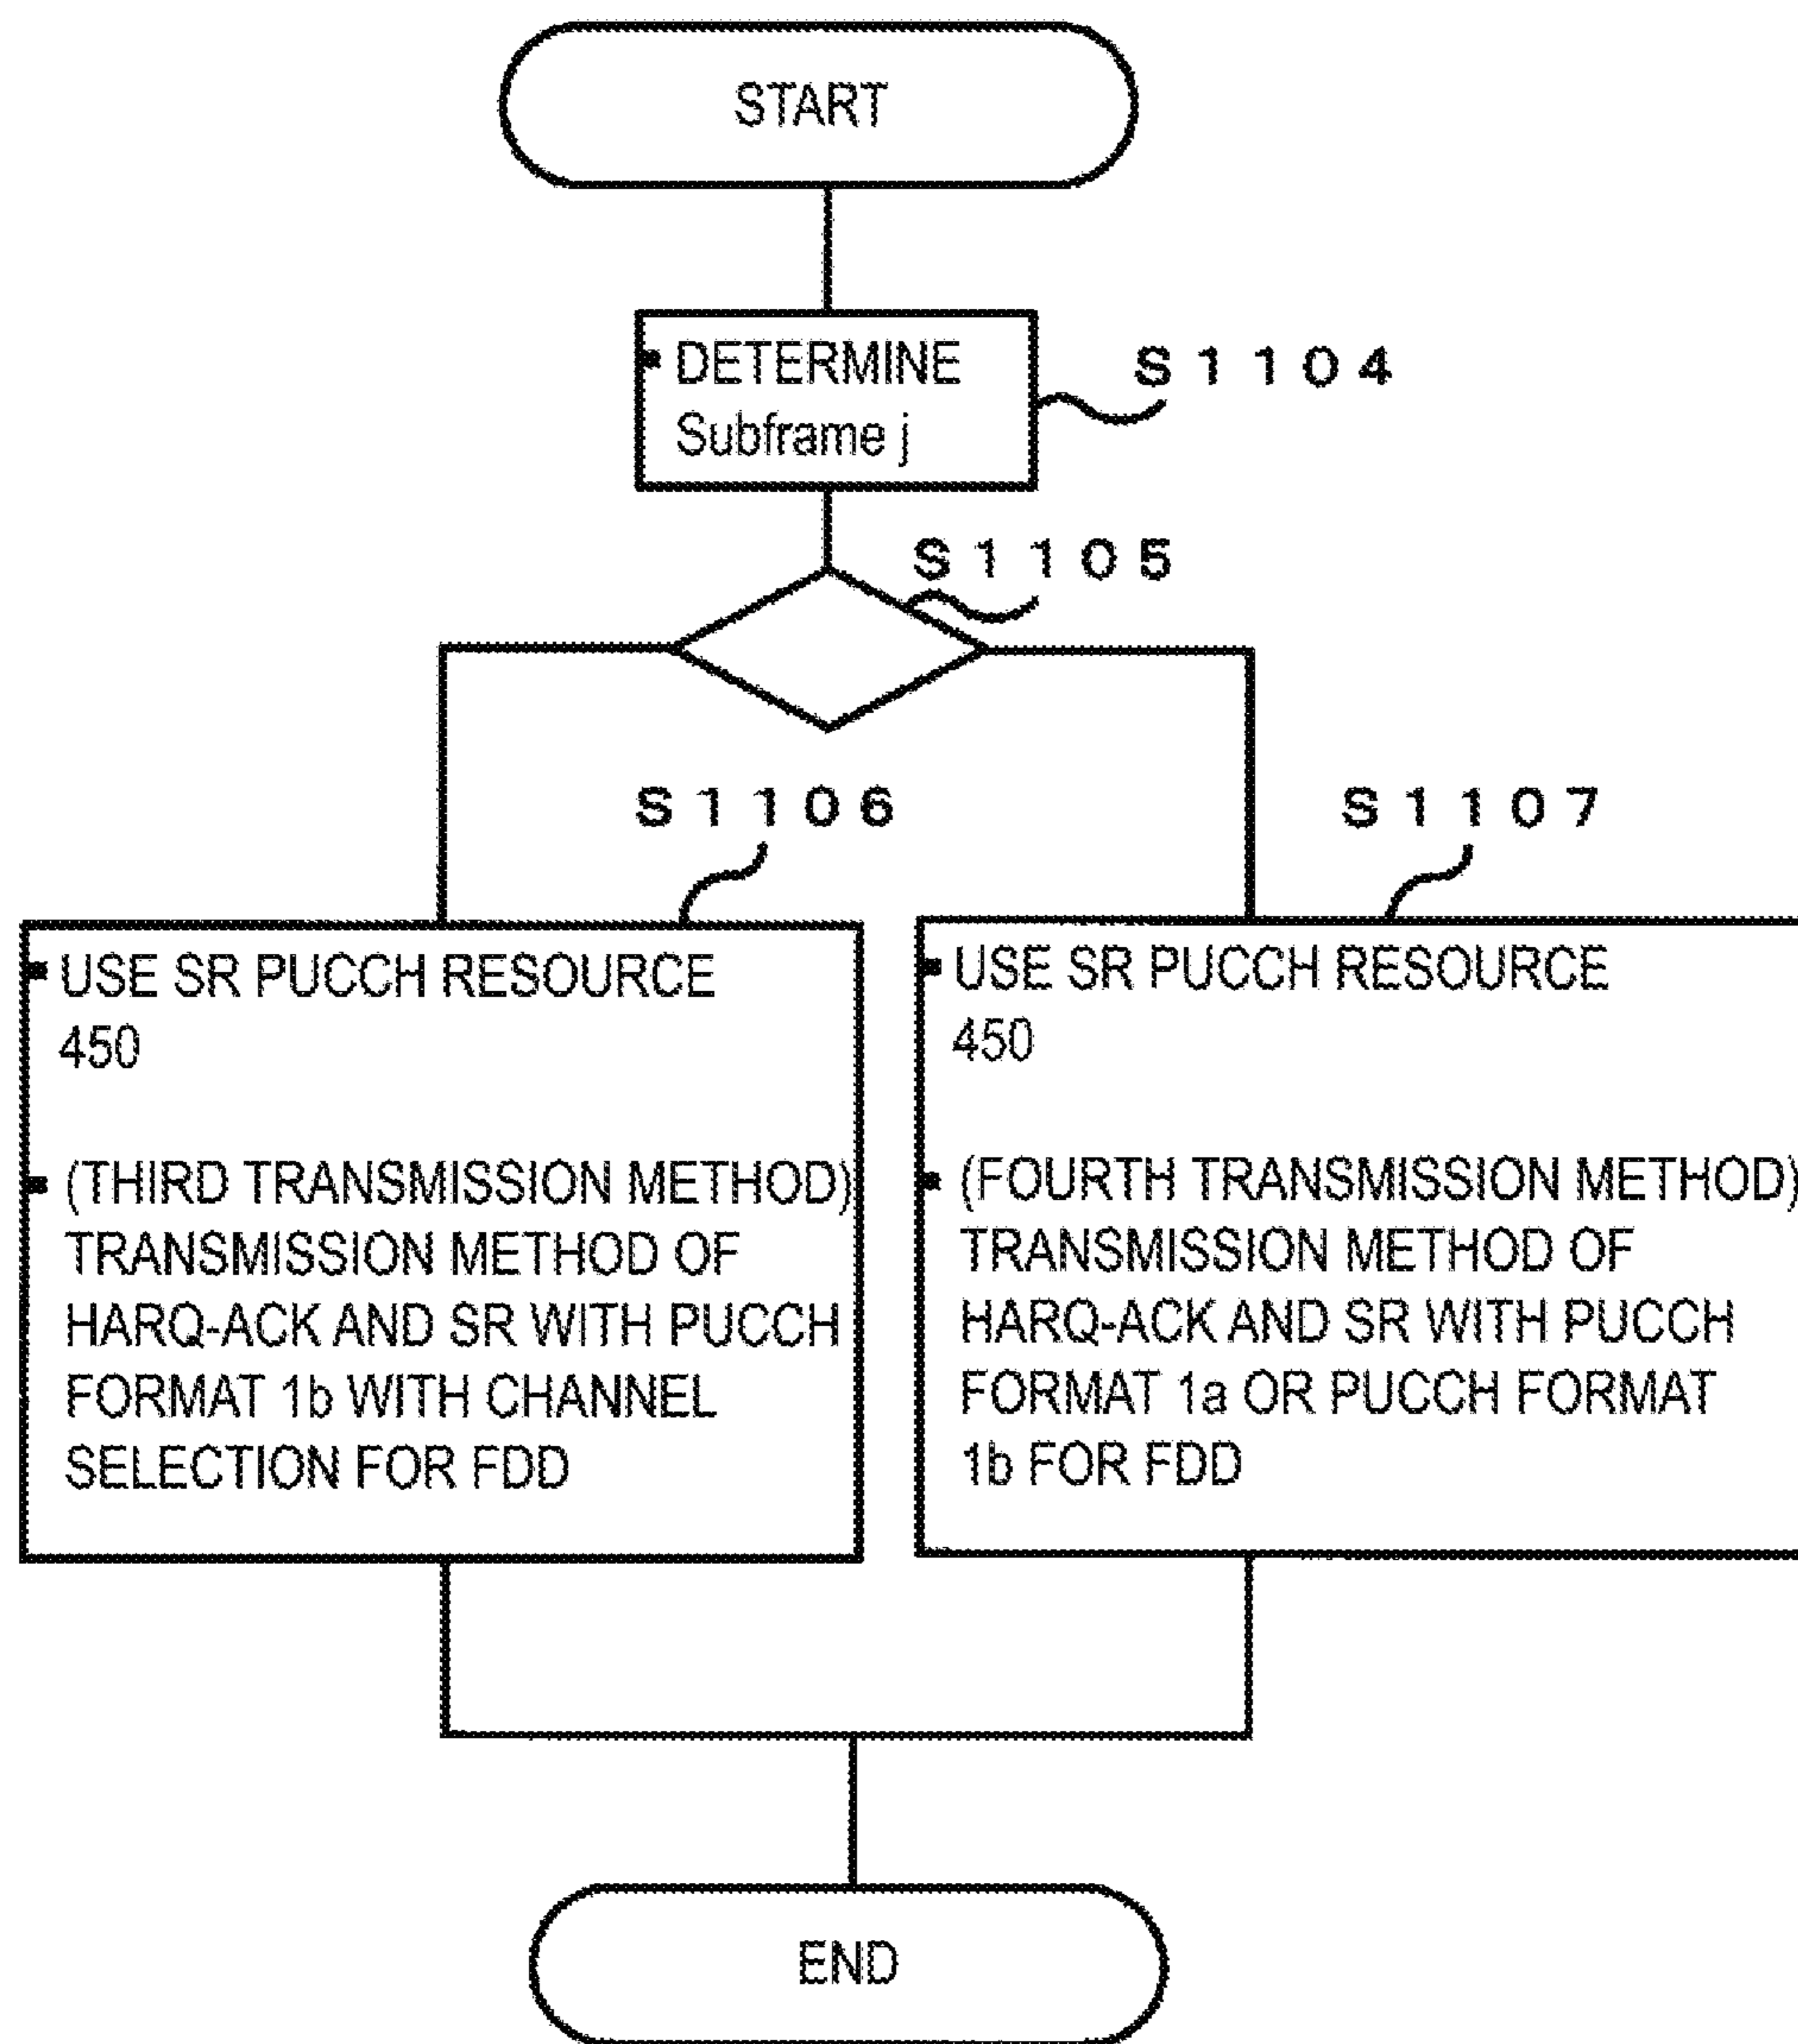 START
▪ DETERMINE
Subframe j
S1104
S1105
S1106
S1107
▪ USE SR PUCCH RESOURCE
450
▪ (THIRD TRANSMISSION METHOD)
TRANSMISSION METHOD OF
HARQ-ACK AND SR WITH PUCCH
FORMAT 1b WITH CHANNEL
SELECTION FOR FDD
▪ USE SR PUCCH RESOURCE
450
▪ (FOURTH TRANSMISSION METHOD)
TRANSMISSION METHOD OF
HARQ-ACK AND SR WITH PUCCH
FORMAT 1a OR PUCCH FORMAT
1b FOR FDD
END